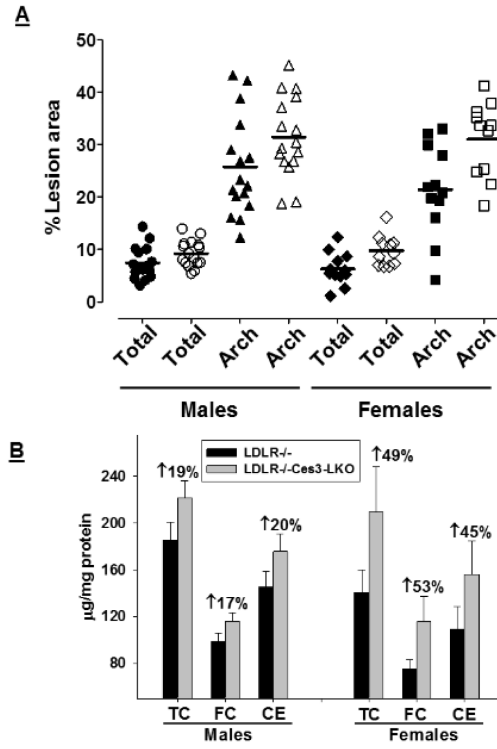 A
% Lesion area
50
40
30
20
10
0
Total
Total
Arch
Arch
Total
Total
Arch
Arch
Males
Females
B
LDLR-/-
LDLR-/-Ces3-LKO
µg/mg protein
240
200
160
120
80
↑19%
↑17%
↑20%
↑49%
↑53%
↑45%
TC FC CE TC FC CE
Males Females